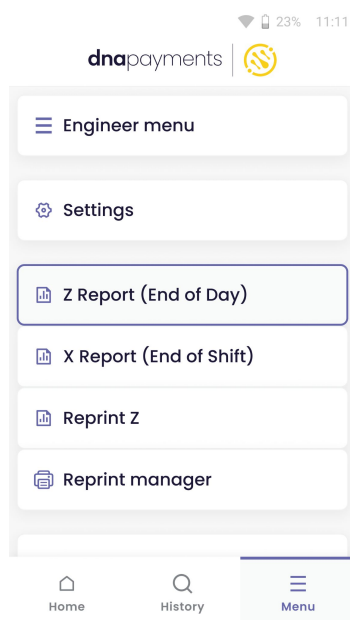 23% 11:11
dnapayments
Engineer menu
Settings
Z Report (End of Day)
X Report (End of Shift)
Reprint Z
Reprint manager
Home History Menu